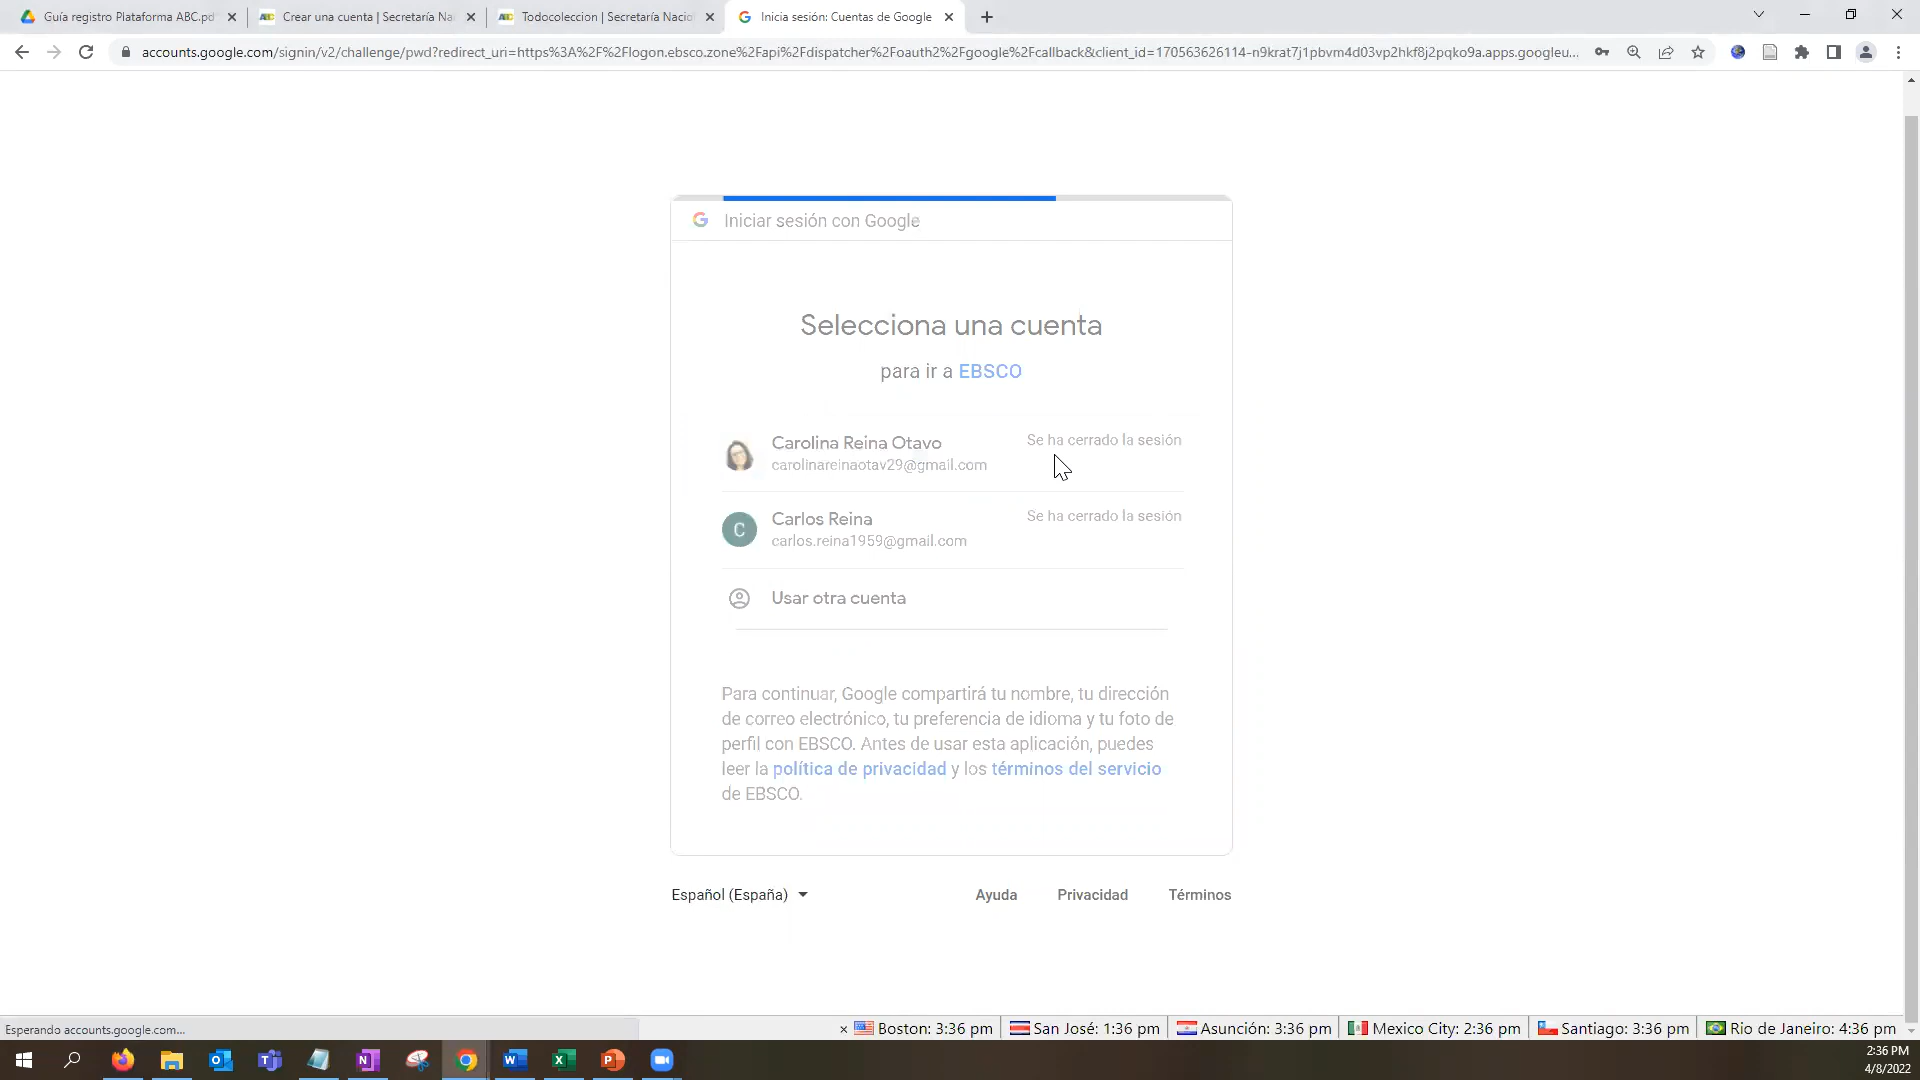 Guía registro Plataforma ABC.pd
Crear una cuenta | Secretaría Na
Todocoleccion | Secretaría Nacio
Inicia sesión: Cuentas de Google
accounts.google.com/signin/v2/challenge/pwd?redirect_uri=https%3A%2F%2Flogon.ebsco.zone%2Fapi%2Fdispatcher%2Foauth2%2Fgoogle%2Fcallback&client_id=170563626114-n9krat7j1pbvm4d03vp2hkf8j2pqko9a.apps.googleu...
Iniciar sesión con Google
Selecciona una cuenta
para ir a EBSCO
Carolina Reina Otavo
Se ha cerrado la sesión
carolinareinaotav29@gmail.com
C
Carlos Reina
Se ha cerrado la sesión
carlos.reina1959@gmail.com
Usar otra cuenta
Para continuar, Google compartirá tu nombre, tu dirección
de correo electrónico, tu preferencia de idioma y tu foto de
perfil con EBSCO. Antes de usar esta aplicación, puedes
leer la política de privacidad y los términos del servicio
de EBSCO.
Español (España)
Ayuda
Privacidad
Términos
Esperando accounts.google.com...
Boston: 3:36 pm
San José: 1:36 pm
Asunción: 3:36 pm
Mexico City: 2:36 pm
Santiago: 3:36 pm
Rio de Janeiro: 4:36 pm
2:36 PM
4/8/2022